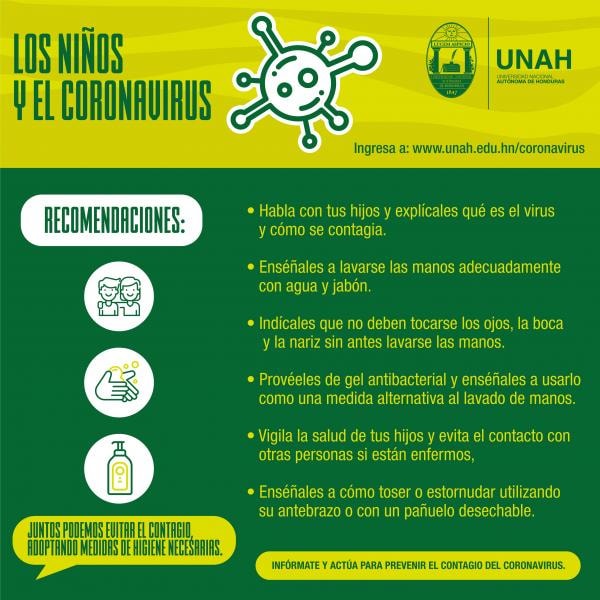 LOS NIÑOS
Y EL CORONAVIRUS
UNAH
UNIVERSIDAD NACIONAL
AUTÓNOMA DE HONDURAS
1847
Ingresa a: www.unah.edu.hn/coronavirus
RECOMENDACIONES:
• Habla con tus hijos y explícales qué es el virus
y cómo se contagia.
• Enséñales a lavarse las manos adecuadamente
con agua y jabón.
• Indícales que no deben tocarse los ojos, la boca
y la nariz sin antes lavarse las manos.
• Provéeles de gel antibacterial y enséñales a usarlo
como una medida alternativa al lavado de manos.
• Vigila la salud de tus hijos y evita el contacto con
otras personas si están enfermos,
• Enséñales a cómo toser o estornudar utilizando
su antebrazo o con un pañuelo desechable.
JUNTOS PODEMOS EVITAR EL CONTAGIO,
ADOPTANDO MEDIDAS DE HIGIENE NECESARIAS.
INFÓRMATE Y ACTÚA PARA PREVENIR EL CONTAGIO DEL CORONAVIRUS.